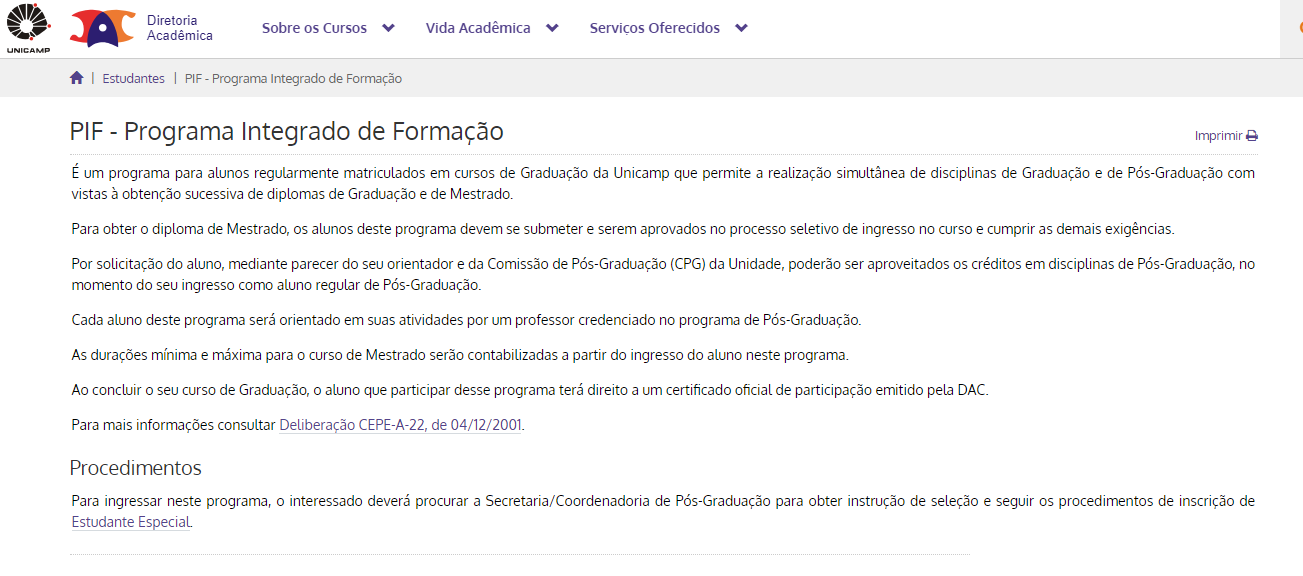 UNICAMP
Diretoria
Acadêmica
Sobre os Cursos
Vida Acadêmica
Serviços Oferecidos
| Estudantes | PIF - Programa Integrado de Formação
PIF - Programa Integrado de Formação
Imprimir
É um programa para alunos regularmente matriculados em cursos de Graduação da Unicamp que permite a realização simultânea de disciplinas de Graduação e de Pós-Graduação com
vistas à obtenção sucessiva de diplomas de Graduação e de Mestrado.
Para obter o diploma de Mestrado, os alunos deste programa devem se submeter e serem aprovados no processo seletivo de ingresso no curso e cumprir as demais exigências.
Por solicitação do aluno, mediante parecer do seu orientador e da Comissão de Pós-Graduação (CPG) da Unidade, poderão ser aproveitados os créditos em disciplinas de Pós-Graduação, no
momento do seu ingresso como aluno regular de Pós-Graduação.
Cada aluno deste programa será orientado em suas atividades por um professor credenciado no programa de Pós-Graduação.
As durações mínima e máxima para o curso de Mestrado serão contabilizadas a partir do ingresso do aluno neste programa.
Ao concluir o seu curso de Graduação, o aluno que participar desse programa terá direito a um certificado oficial de participação emitido pela DAC.
Para mais informações consultar Deliberação CEPE-A-22, de 04/12/2001.
Procedimentos
Para ingressar neste programa, o interessado deverá procurar a Secretaria/Coordenadoria de Pós-Graduação para obter instrução de seleção e seguir os procedimentos de inscrição de
Estudante Especial.